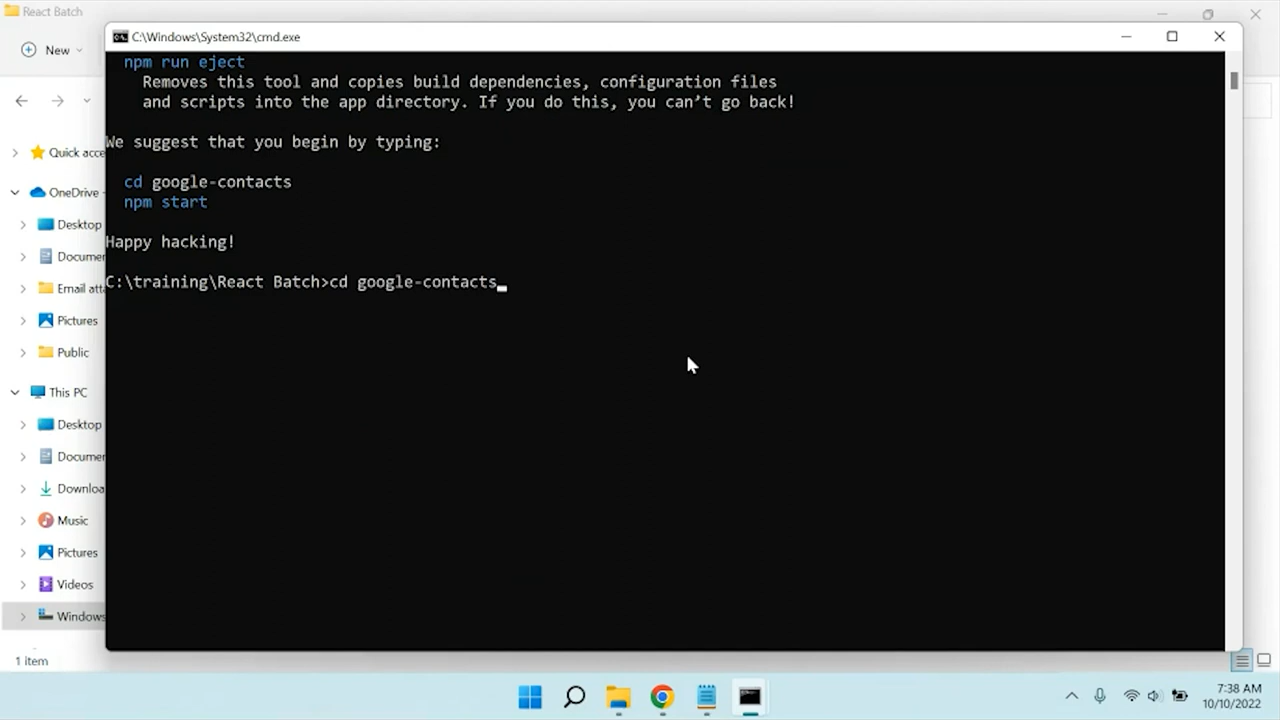 React Batch
New
C:\Windows\System32\cmd.exe
npm run eject
Removes this tool and copies build dependencies, configuration files
and scripts into the app directory. If you do this, you can’t go back!
We suggest that you begin by typing:
cd google-contacts
npm start
Happy hacking!
C:\training\React Batch>cd google-contacts
Quick acce
OneDrive -
Desktop
Documen
Email atta
Pictures
Public
This PC
Desktop
Documen
Downloa
Music
Pictures
Videos
Windows
1 item
7:38 AM
10/10/2022